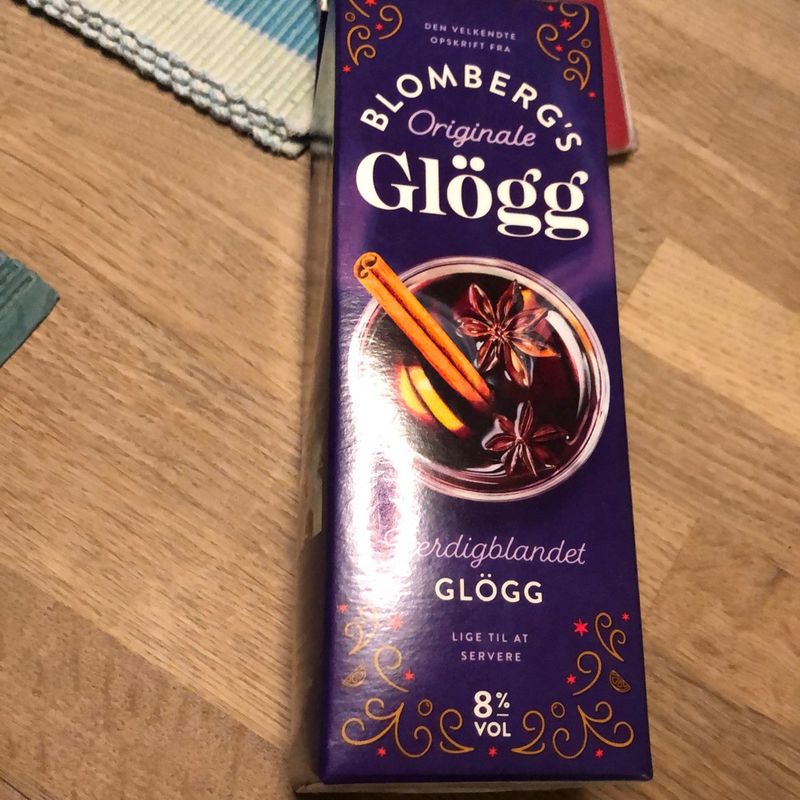 DEN VELKENDTE
OPSKRIFT FRA
BLOMBERG'S
Originale
Glögg
Færdigblandet
GLÖGG
LIGE TIL AT
SERVERE
8%
VOL